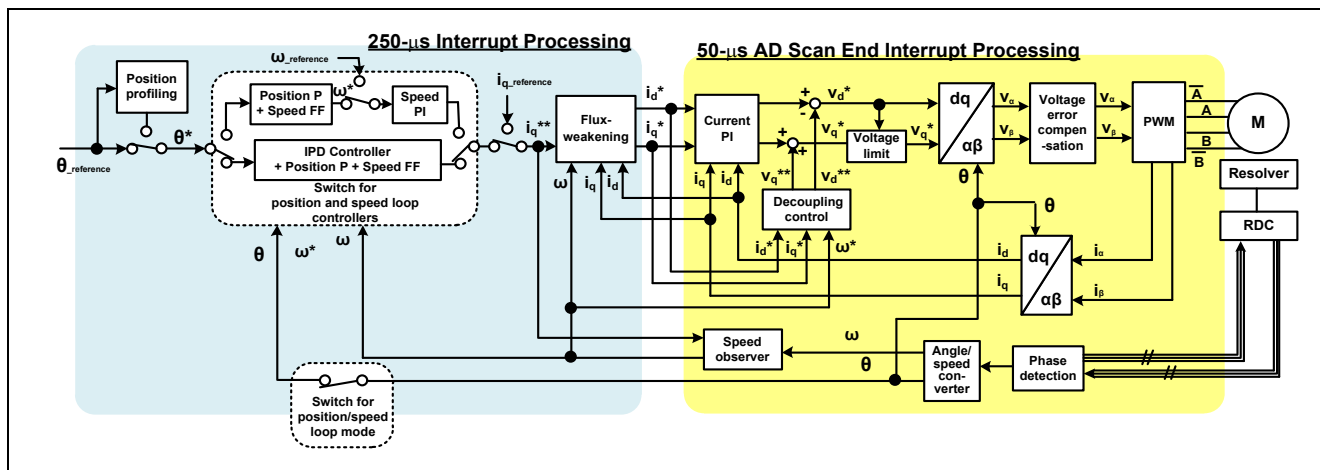 250-μs Interrupt Processing
50-μs AD Scan End Interrupt Processing
ω_reference
Position
profiling
Position P
+ Speed FF
ω*
Speed
PI
i_q_reference
θ*
θ_reference
IPD Controller
+ Position P + Speed FF
Switch for
position and speed loop
controllers
i_q**
Flux-
weakening
ω
i_q
i_d
i_d*
i_q*
Current
PI
i_q
i_d
+
-
v_d*
+
+
v_q*
Voltage
limit
v_q*
v_q**
v_d**
Decoupling
control
i_d*
i_q*
ω*
dq
αβ
θ
v_α
v_β
Voltage
error
compen
-sation
v_α
v_β
PWM
A̅
A
B
B̅
M
Resolver
RDC
θ
dq
αβ
i_d
i_q
i_α
i_β
θ
ω*
ω
Speed
observer
ω
θ
Angle/
speed
con-
verter
Phase
detection
Switch for
position/speed
loop mode